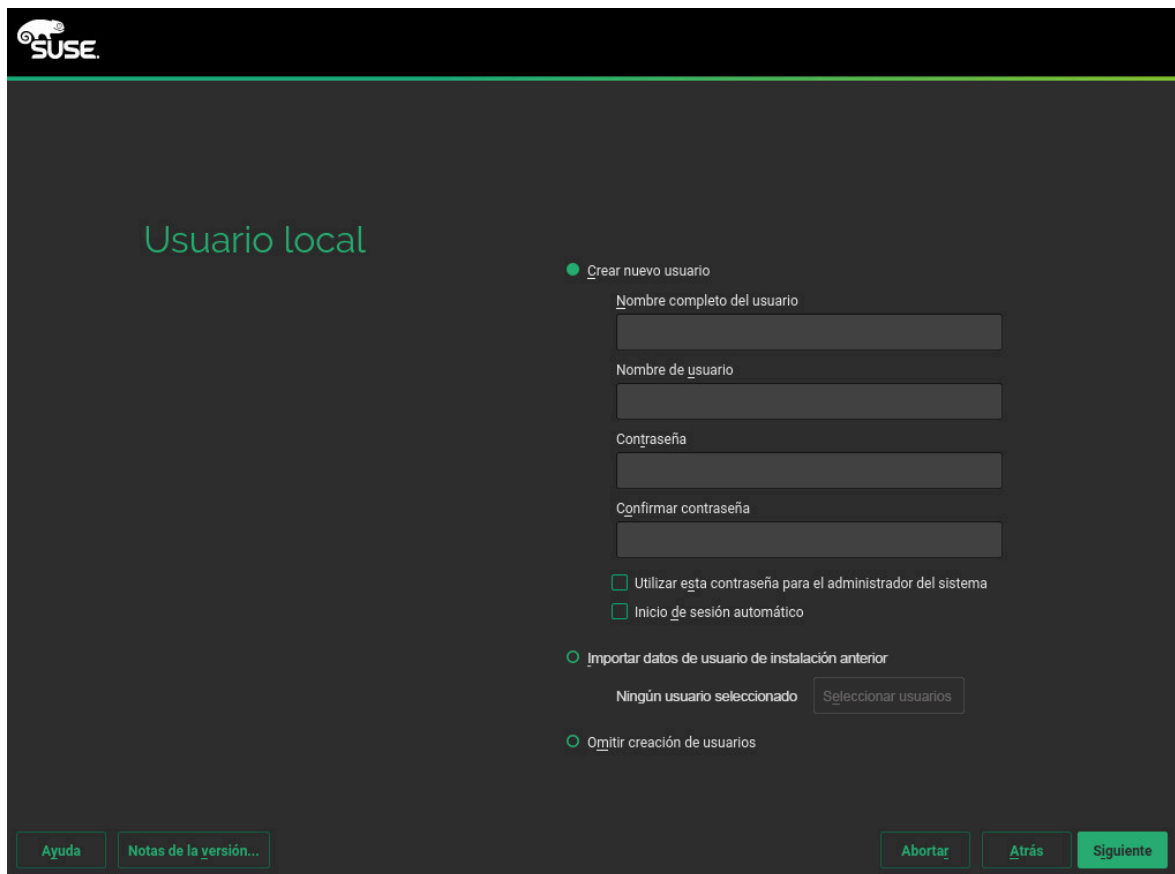 SUSE.
Usuario local
Crear nuevo usuario
Nombre completo del usuario
Nombre de usuario
Contraseña
Confirmar contraseña
Utilizar esta contraseña para el administrador del sistema
Inicio de sesión automático
Importar datos de usuario de instalación anterior
Ningún usuario seleccionado Seleccionar usuarios
Omitir creación de usuarios
Ayuda Notas de la versión... Abortar Atrás Siguiente